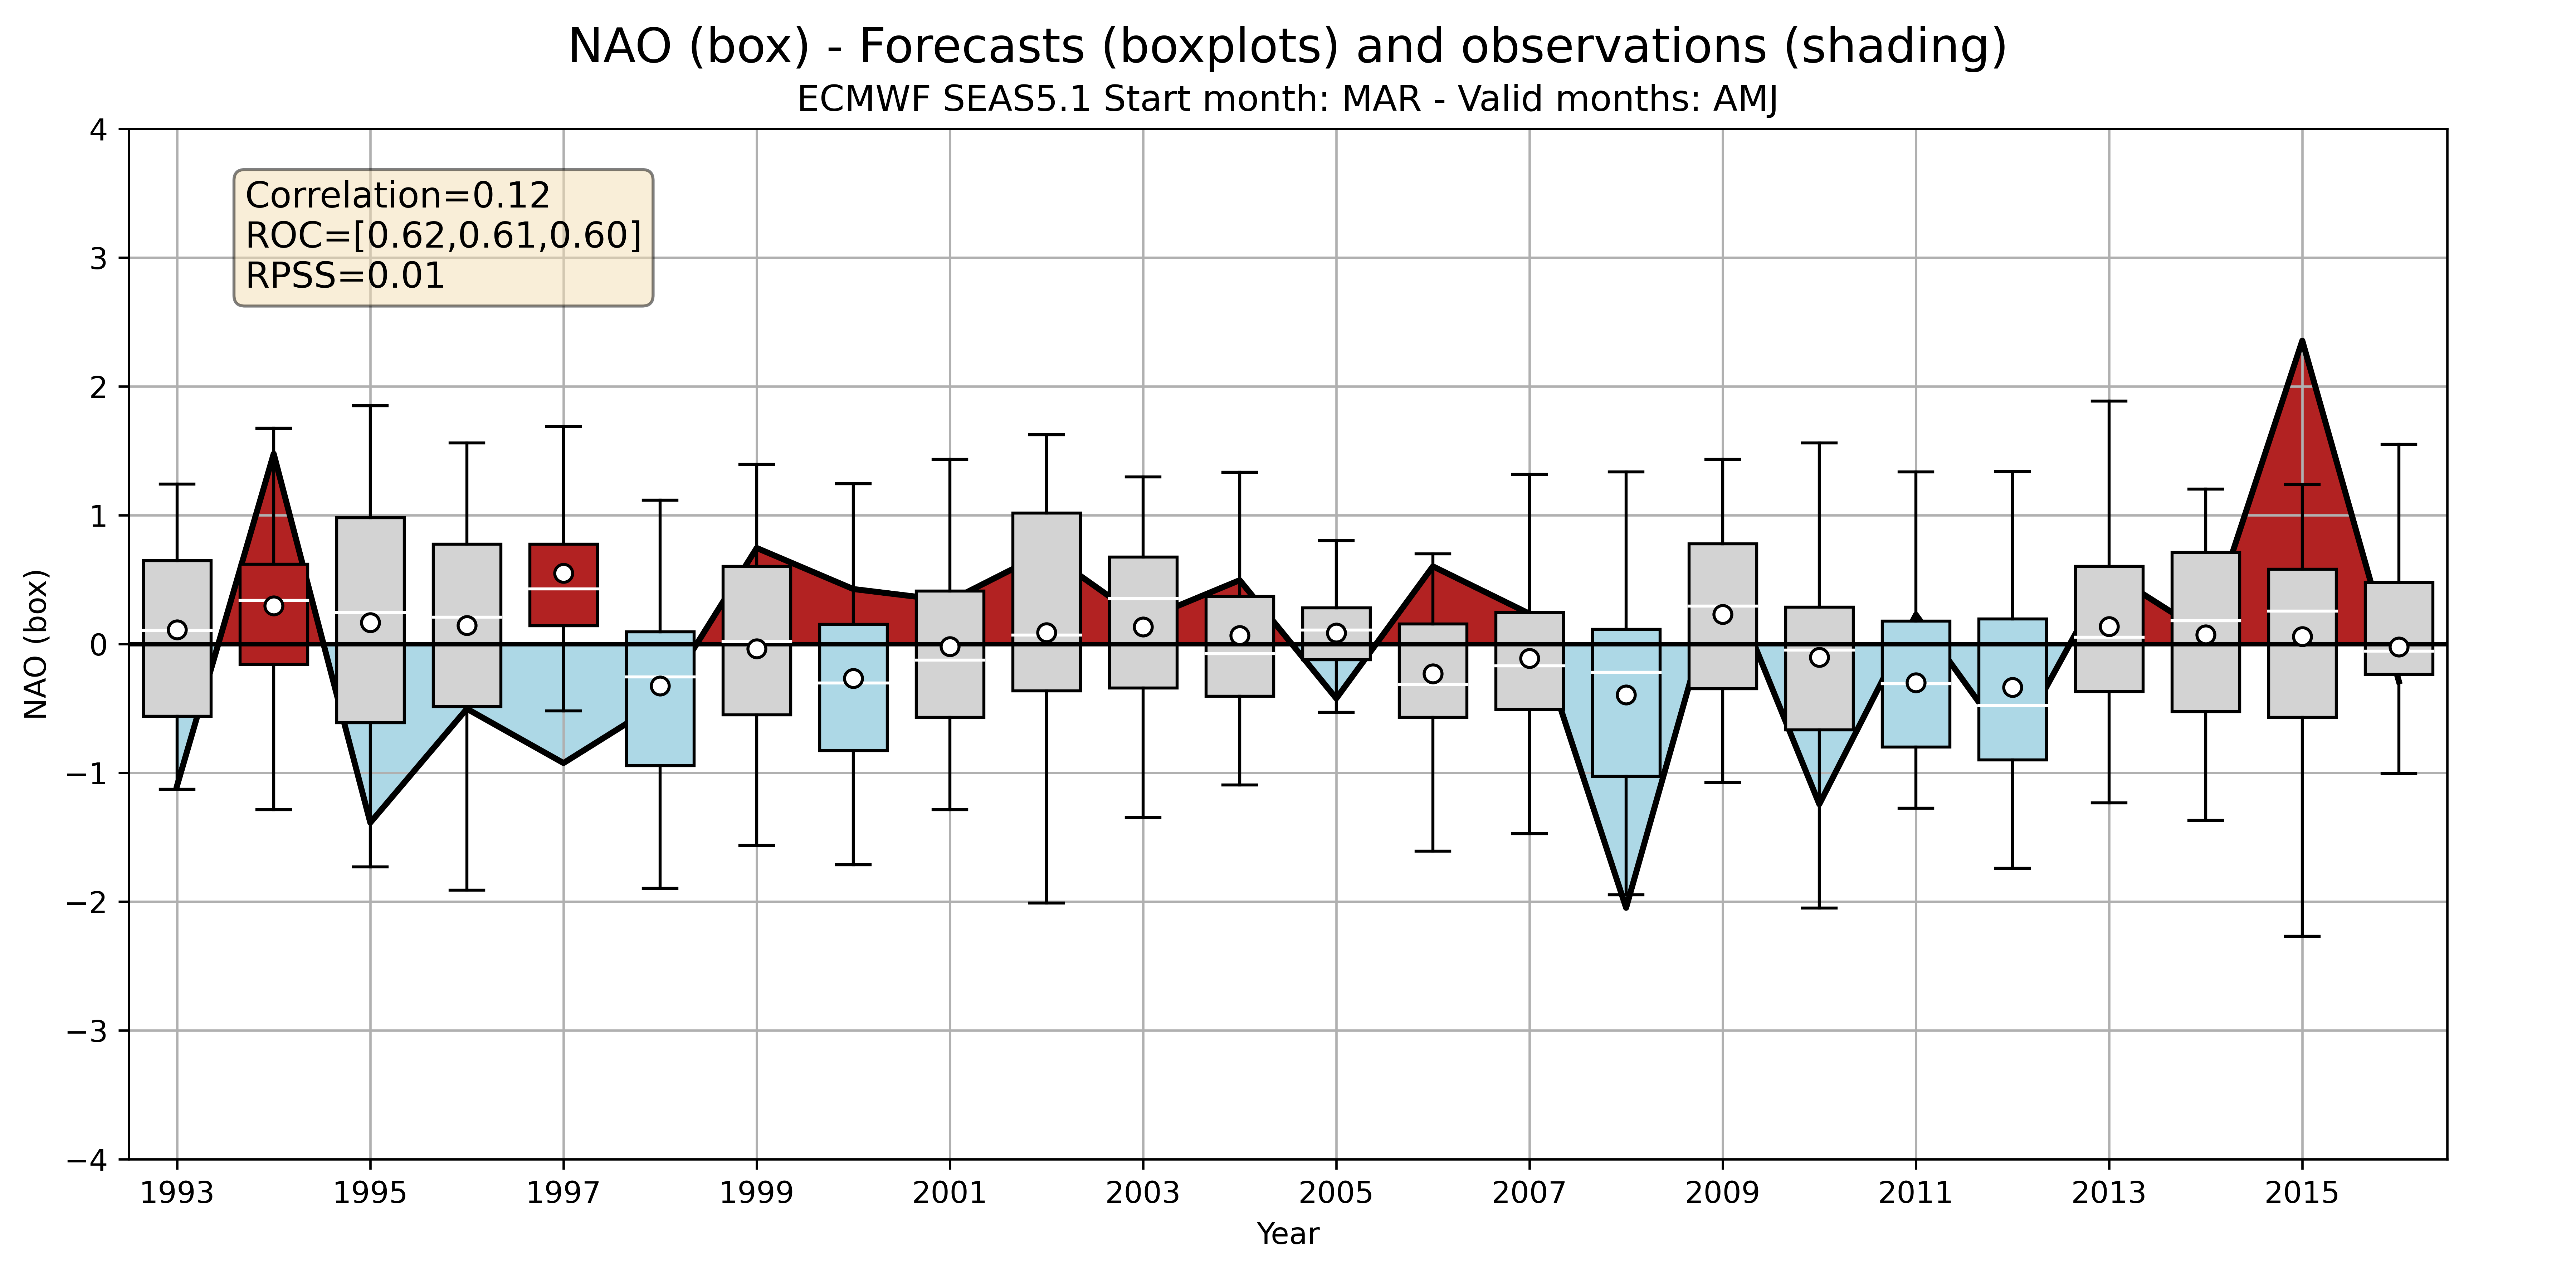 NAO (box) - Forecasts (boxplots) and observations (shading)
ECMWF SEAS5.1 Start month: MAR - Valid months: AMJ
Correlation=0.12
ROC=[0.62,0.61,0.60]
RPSS=0.01
4
3
2
1
0
−1
−2
−3
−4
NAO (box)
1993 1995 1997 1999 2001 2003 2005 2007 2009 2011 2013 2015
Year